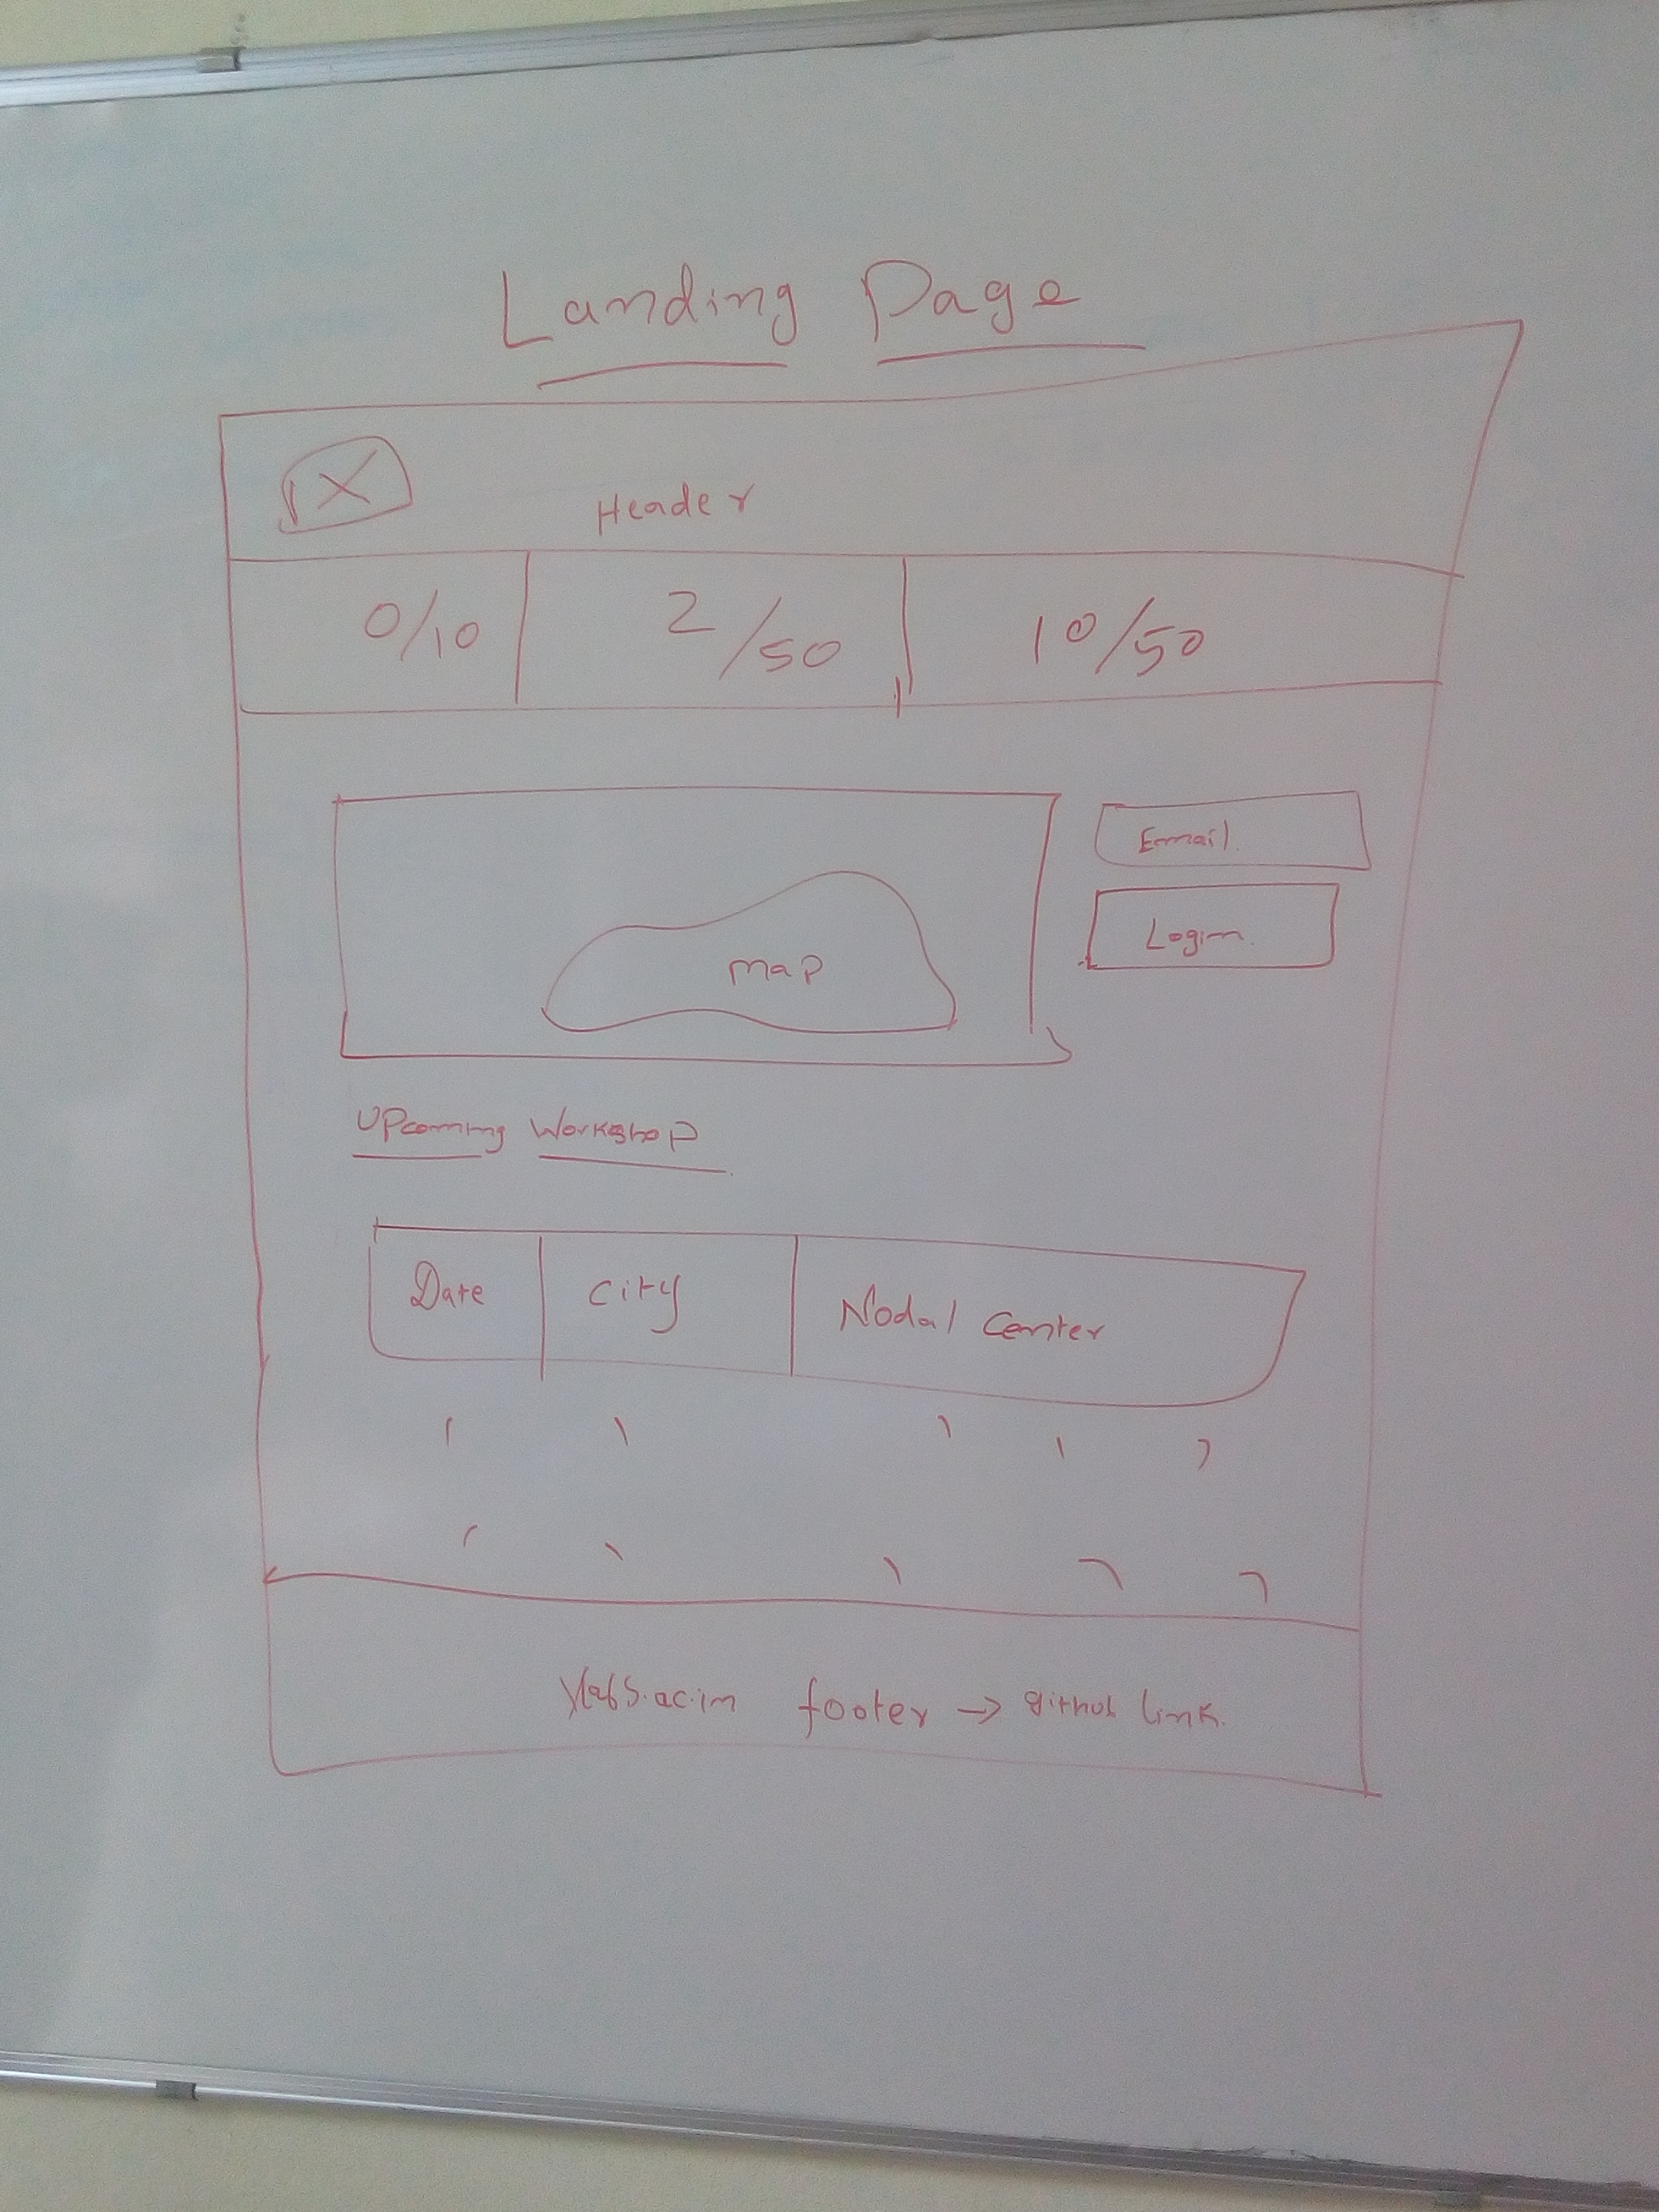 Landing Page
X
Header
0/10 2/50 10/50
Email.
Login.
map
Upcoming Workshop
Date City Nodal Center
vlabs.ac.in footer → github link.